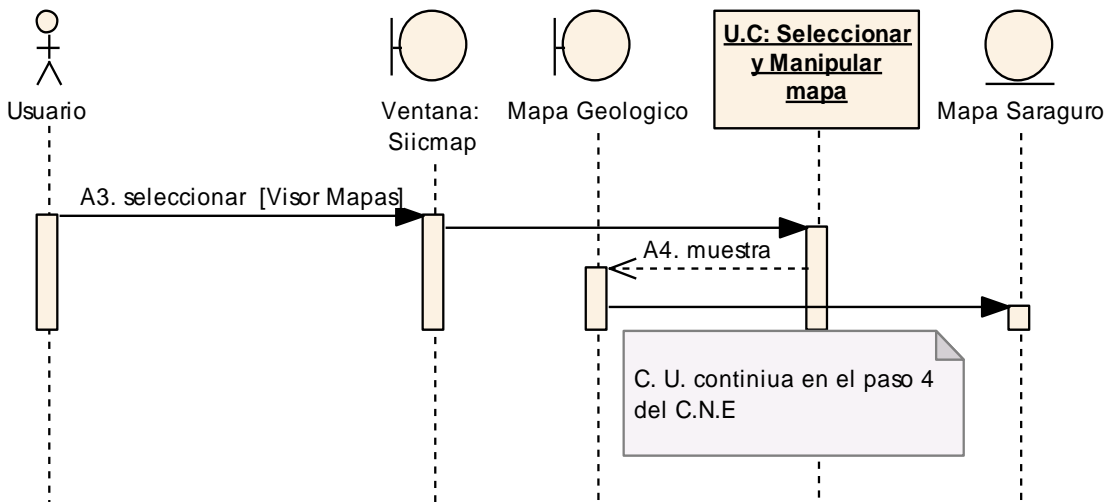 Usuario
Ventana:
Siicmap
Mapa Geologico
U.C: Seleccionar
y Manipular
mapa
Mapa Saraguro
A3. seleccionar [Visor Mapas]
A4. muestra
C. U. continiua en el paso 4
del C.N.E